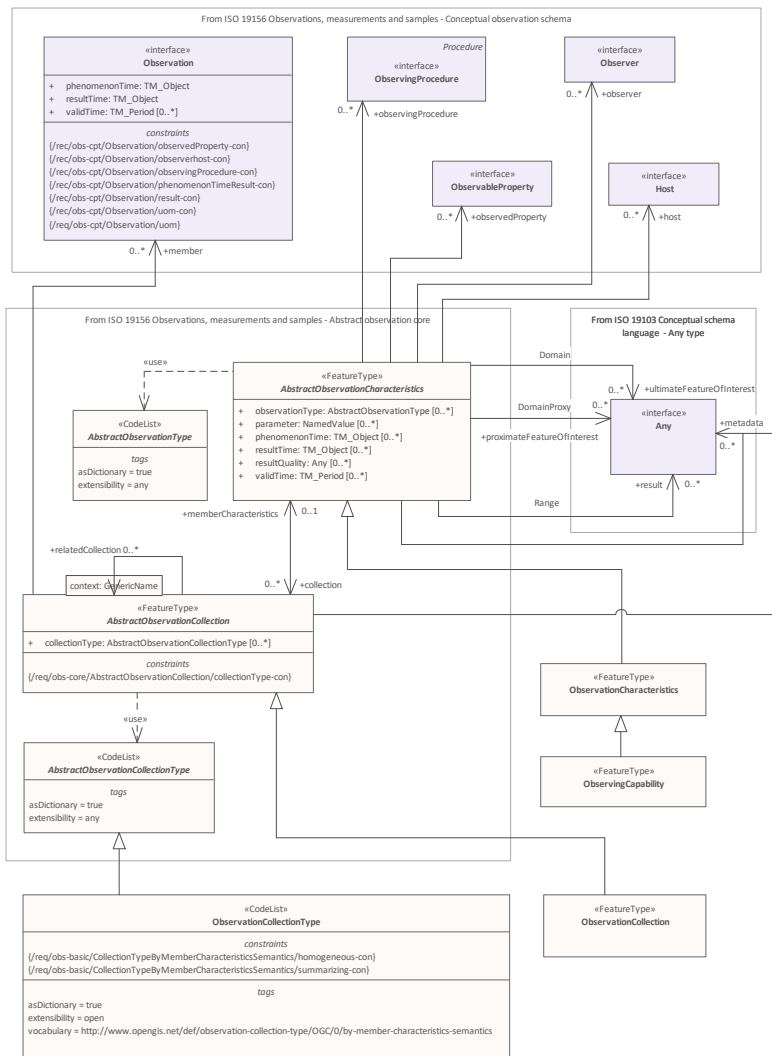 From ISO 19156 Observations, measurements and samples - Conceptual observation schema
«interface»
Observation
+ phenomenonTime: TM_Object
+ resultTime: TM_Object
+ validTime: TM_Period [0..*]
constraints
{/rec/obs-cpt/Observation/observedProperty-con}
{/rec/obs-cpt/Observation/observerhost-con}
{/rec/obs-cpt/Observation/observingProcedure-con}
{/rec/obs-cpt/Observation/phenomenonTimeResult-con}
{/rec/obs-cpt/Observation/result-con}
{/rec/obs-cpt/Observation/uom-con}
{/req/obs-cpt/Observation/uom}
Procedure
«interface»
ObservingProcedure
0..* +observingProcedure
«interface»
Observer
0..* +observer
«interface»
ObservableProperty
0..* +observedProperty
«interface»
Host
0..* +host
0..* +member
From ISO 19156 Observations, measurements and samples - Abstract observation core
From ISO 19103 Conceptual schema
language - Any type
«use»
«CodeList»
AbstractObservationType
tags
asDictionary = true
extensibility = any
«FeatureType»
AbstractObservationCharacteristics
+ observationType: AbstractObservationType [0..*]
+ parameter: NamedValue [0..*]
+ phenomenonTime: TM_Object [0..*]
+ resultTime: TM_Object [0..*]
+ resultQuality: Any [0..*]
+ validTime: TM_Period [0..*]
Domain
0..* +ultimateFeatureOfInterest
DomainProxy
0..*
+proximateFeatureOfInterest
«interface»
Any
+metadata
0..*
+result 0..*
Range
+memberCharacteristics 0..1
+relatedCollection 0..*
context: GenericName
0..* +collection
«FeatureType»
AbstractObservationCollection
+ collectionType: AbstractObservationCollectionType [0..*]
constraints
{/req/obs-core/AbstractObservationCollection/collectionType-con}
«use»
«CodeList»
AbstractObservationCollectionType
tags
asDictionary = true
extensibility = any
«FeatureType»
ObservationCharacteristics
«FeatureType»
ObservingCapability
«CodeList»
ObservationCollectionType
constraints
{/req/obs-basic/CollectionTypeByMemberCharacteristicsSemantics/homogeneous-con}
{/req/obs-basic/CollectionTypeByMemberCharacteristicsSemantics/summarizing-con}
tags
asDictionary = true
extensibility = open
vocabulary = http://www.opengis.net/def/observation-collection-type/OGC/0/by-member-characteristics-semantics
«FeatureType»
ObservationCollection